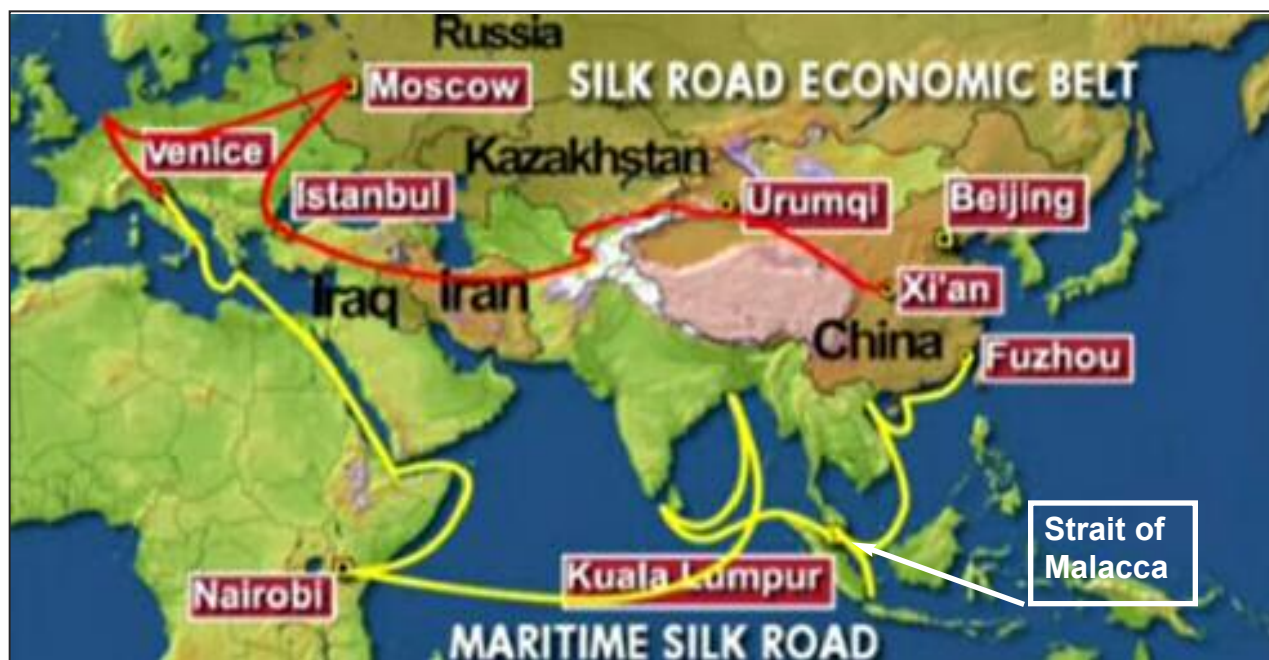 Russia
SILK ROAD ECONOMIC BELT
Moscow
venice
Kazakhstan
Istanbul
Urumqi
Beijing
Iraq
Iran
Xi'an
China
Fuzhou
Strait of
Malacca
Kuala Lumpur
Nairobi
MARITIME SILK ROAD